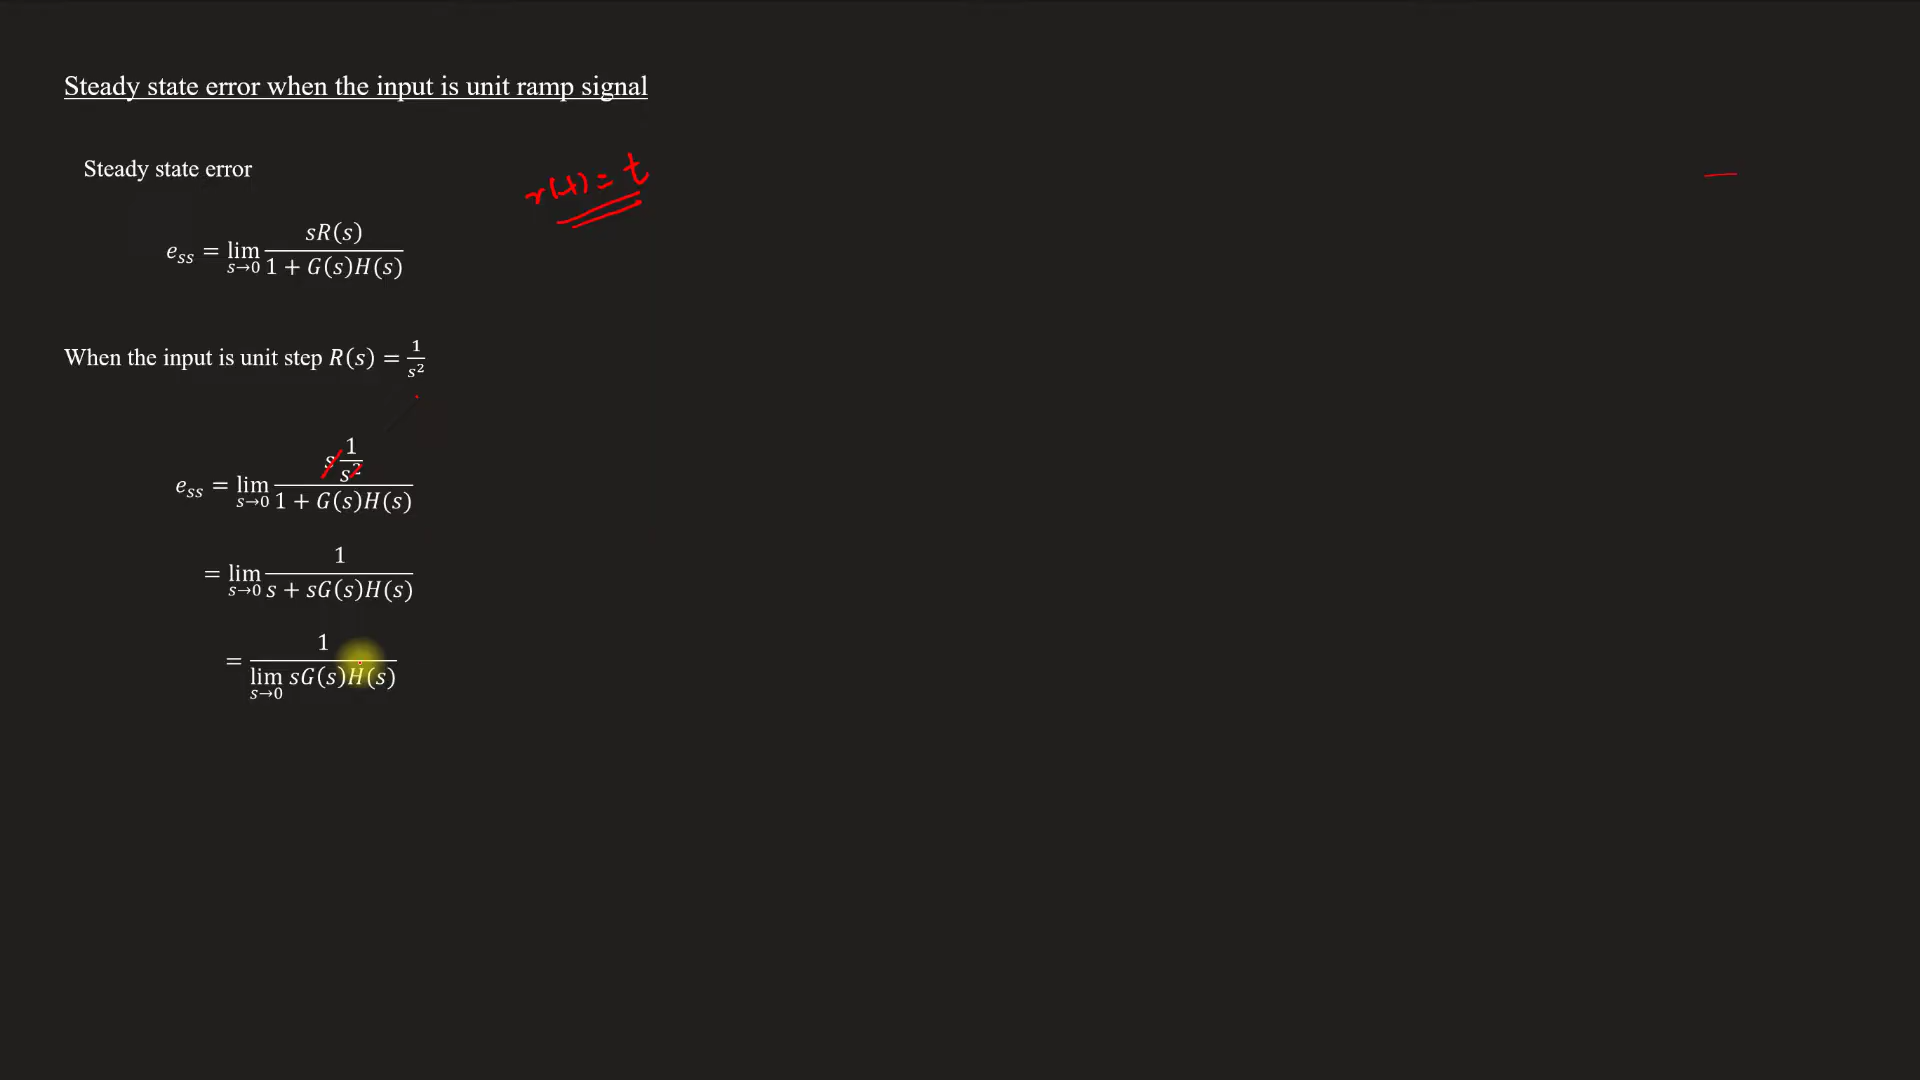 Steady state error when the input is unit ramp signal
Steady state error
r(t) = t
e_ss = lim_{s→0} sR(s) / (1 + G(s)H(s))
When the input is unit step R(s) = 1/s²
e_ss = lim_{s→0} (s 1/s²) / (1 + G(s)H(s))
= lim_{s→0} 1 / (s + sG(s)H(s))
= 1 / (lim_{s→0} sG(s)H(s))